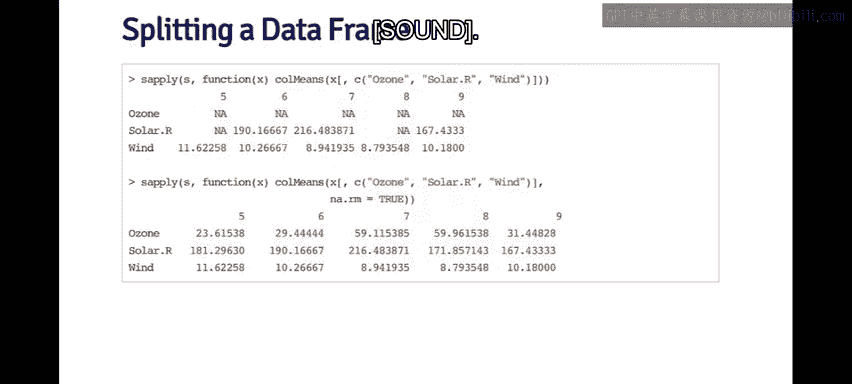 Splitting a Data Fra
[SOUND].
> sapply(s, function(x) colMeans(x[, c("Ozone", "Solar.R", "Wind")]))
5 6 7 8 9
Ozone NA NA NA NA NA
Solar.R NA 190.16667 216.483871 NA 167.4333
Wind 11.62258 10.26667 8.941935 8.793548 10.1800
> sapply(s, function(x) colMeans(x[, c("Ozone", "Solar.R", "Wind")],
na.rm = TRUE))
5 6 7 8 9
Ozone 23.61538 29.44444 59.115385 59.961538 31.44828
Solar.R 181.29630 190.16667 216.483871 171.857143 167.43333
Wind 11.62258 10.26667 8.941935 8.793548 10.18000